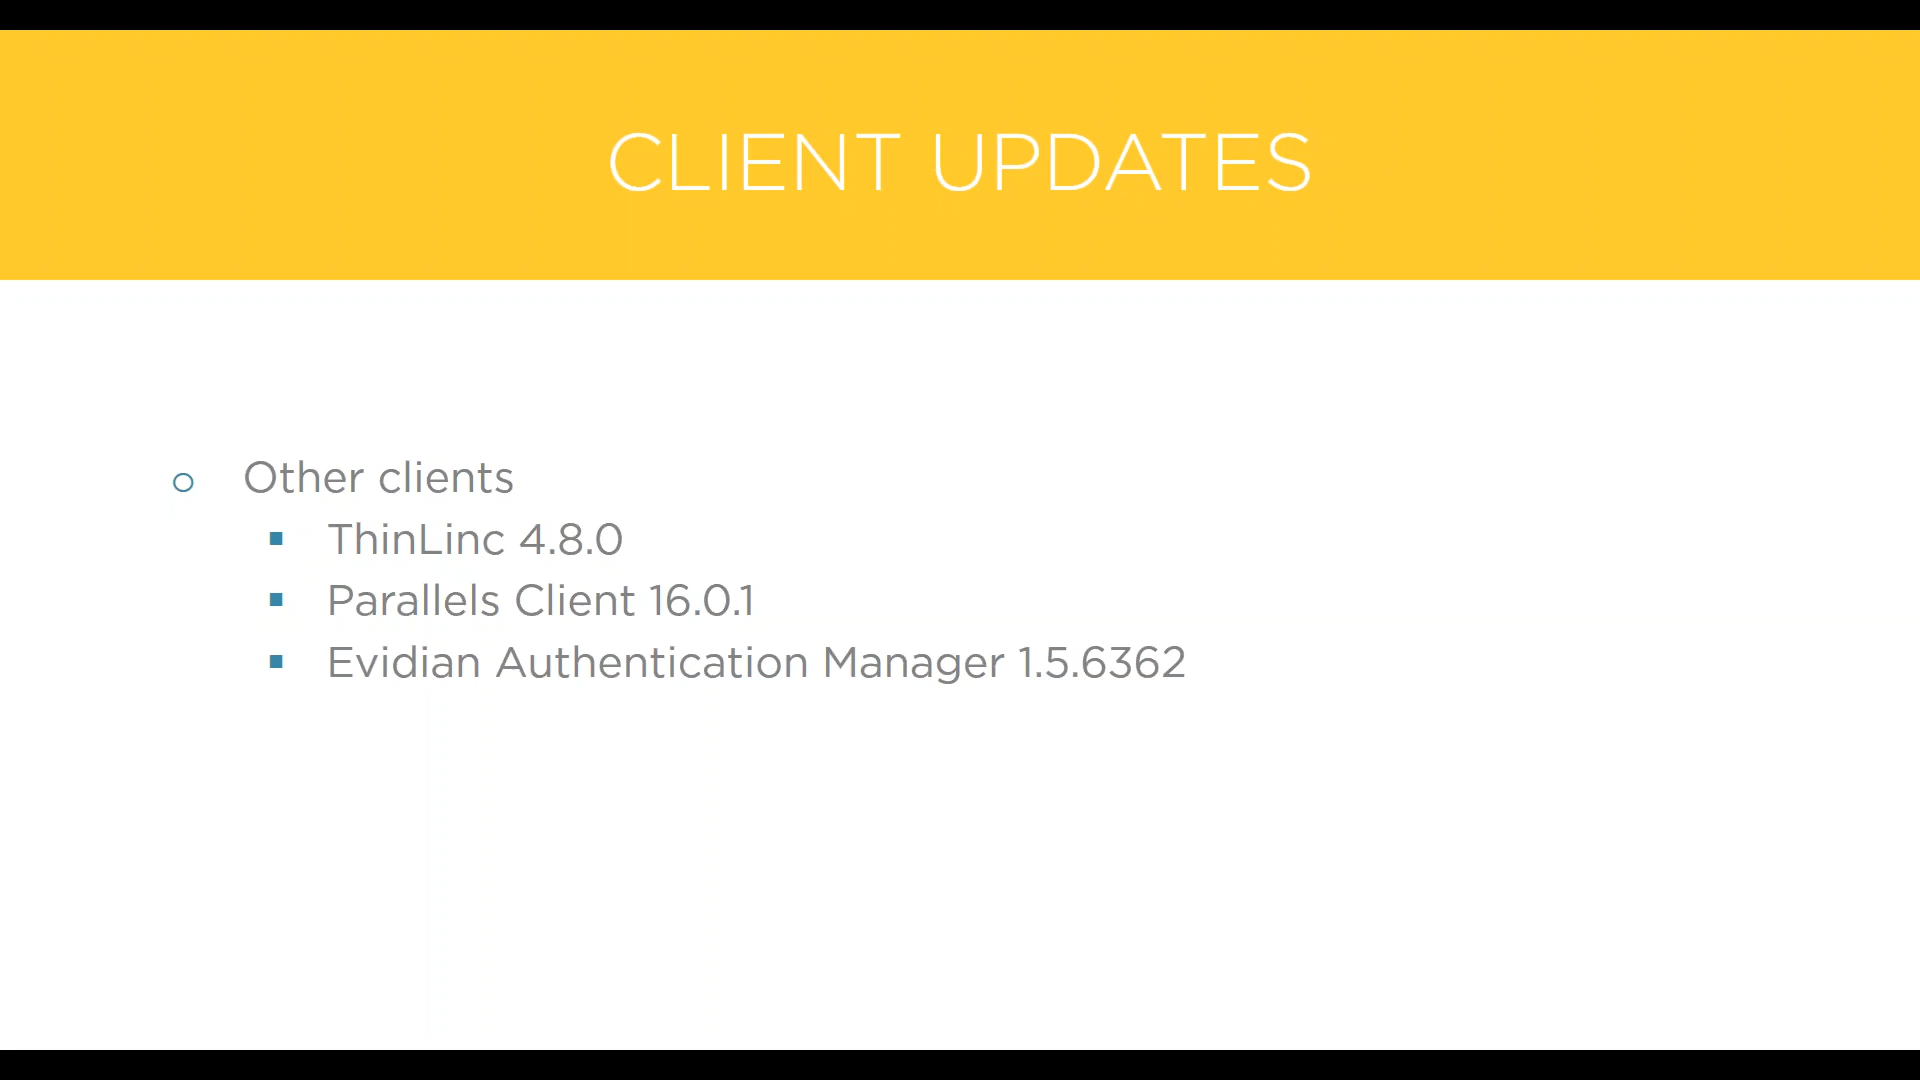 CLIENT UPDATES
Other clients
ThinLinc 4.8.0
Parallels Client 16.0.1
Evidian Authentication Manager 1.5.6362